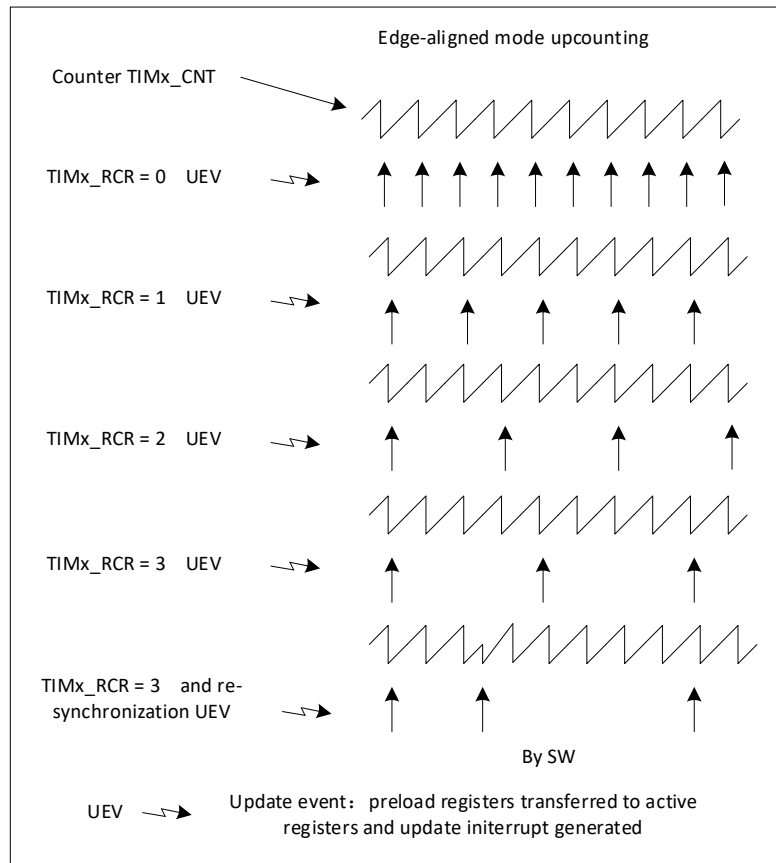 Edge-aligned mode upcounting
Counter TIMx_CNT
TIMx_RCR = 0 UEV
TIMx_RCR = 1 UEV
TIMx_RCR = 2 UEV
TIMx_RCR = 3 UEV
TIMx_RCR = 3 and re-
synchronization UEV
By SW
UEV
Update event：preload registers transferred to active
registers and update initerrupt generated